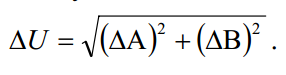 ΔU = √((ΔA)² + (ΔB)²) .